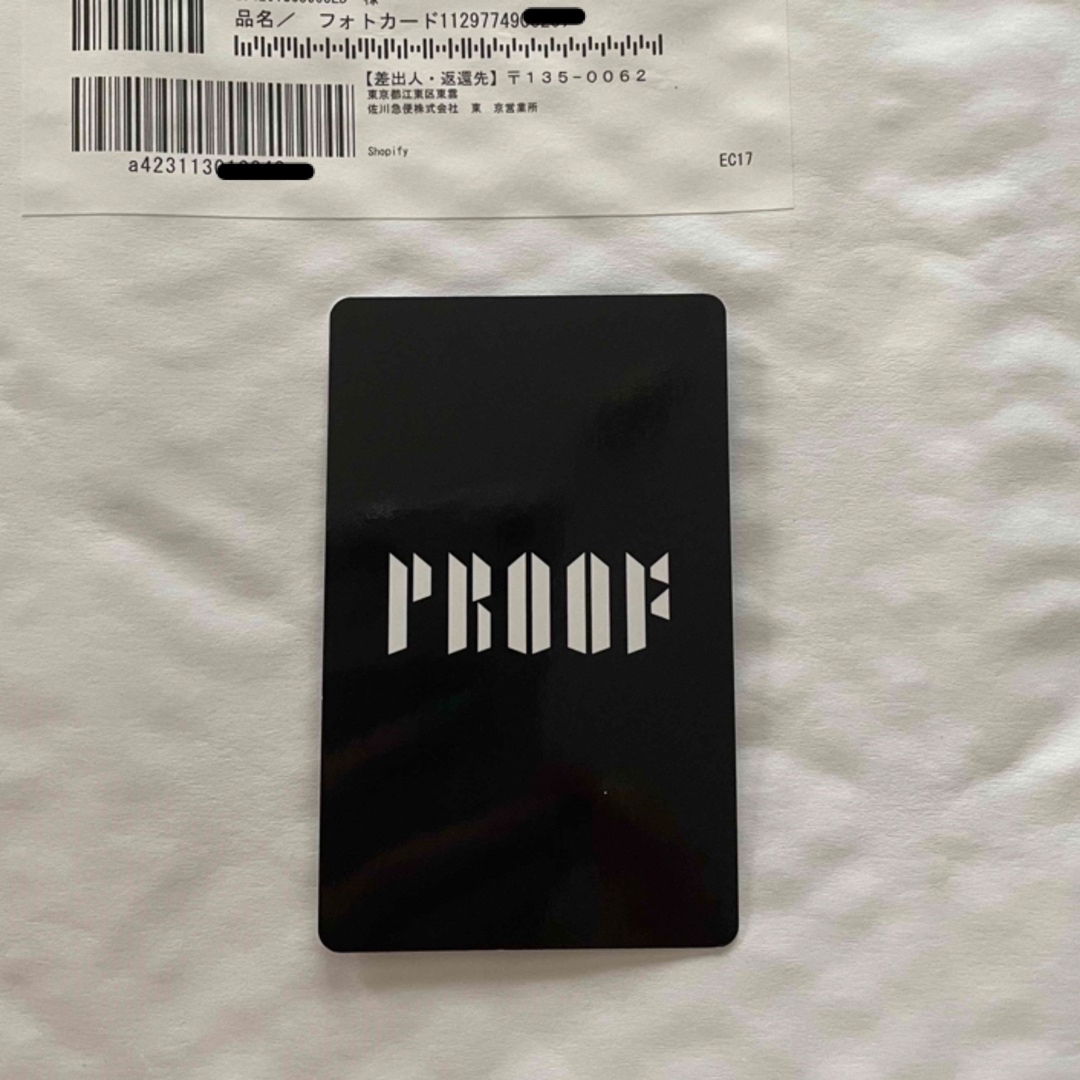 品名／ フォトカード112977490
【差出人・返還先】〒１３５−００６２
東京都江東区東雲
佐川急便株式会社 東 京営業所
Shopify
a423113
EC17
PROOF